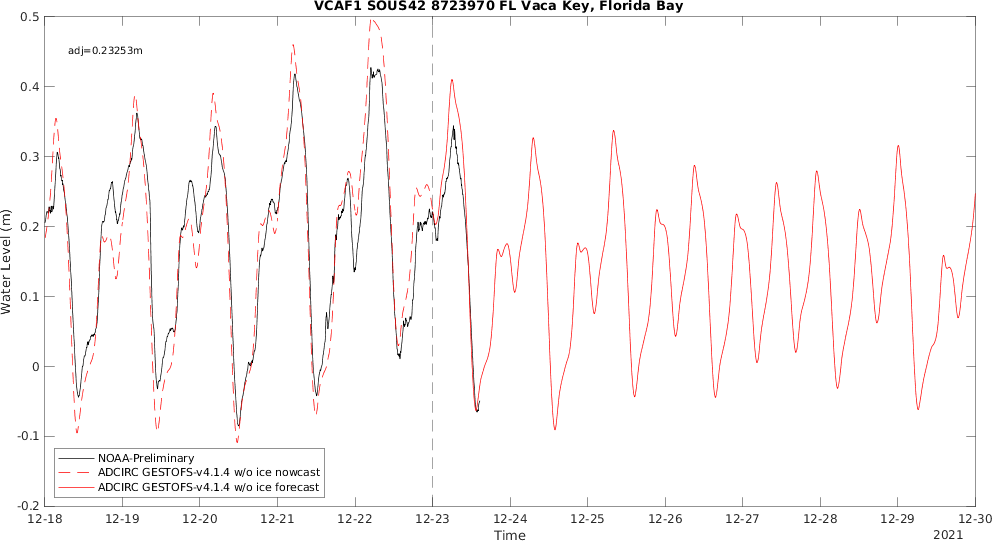 VCAF1 SOUS42 8723970 FL Vaca Key, Florida Bay
adj=0.23253m
0.5
0.4
0.3
0.2
0.1
0
-0.1
-0.2
Water Level (m)
NOAA-Preliminary
ADCIRC GESTOFS-v4.1.4 w/o ice nowcast
ADCIRC GESTOFS-v4.1.4 w/o ice forecast
12-18 12-19 12-20 12-21 12-22 12-23 12-24 12-25 12-26 12-27 12-28 12-29 12-30
Time
2021